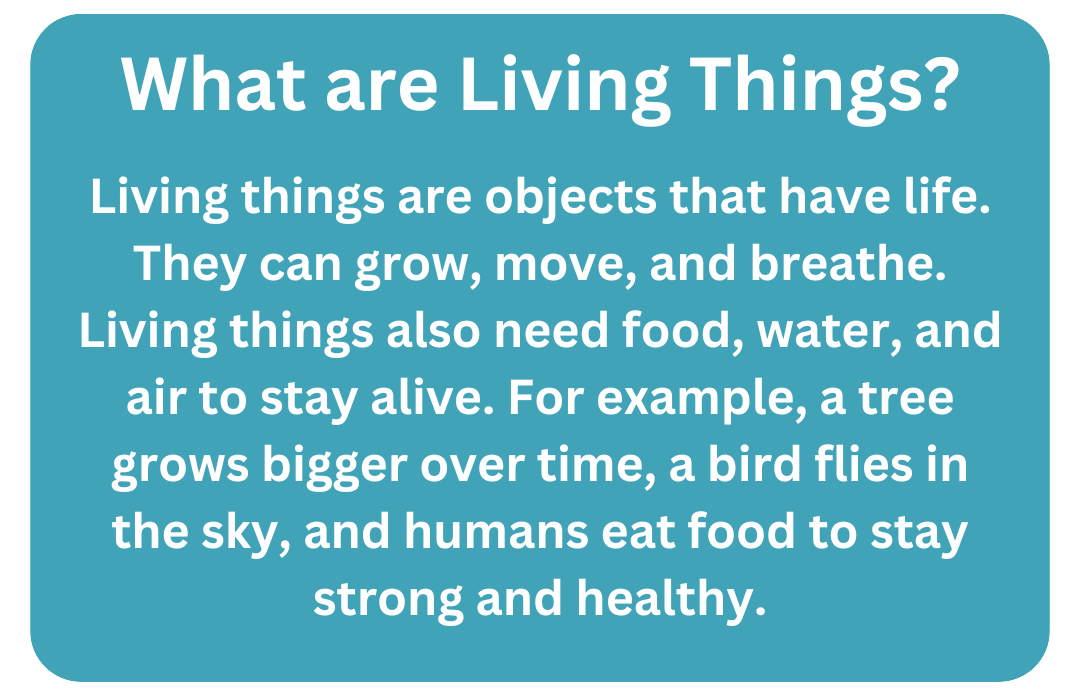 What are Living Things?
Living things are objects that have life.
They can grow, move, and breathe.
Living things also need food, water, and
air to stay alive. For example, a tree
grows bigger over time, a bird flies in
the sky, and humans eat food to stay
strong and healthy.